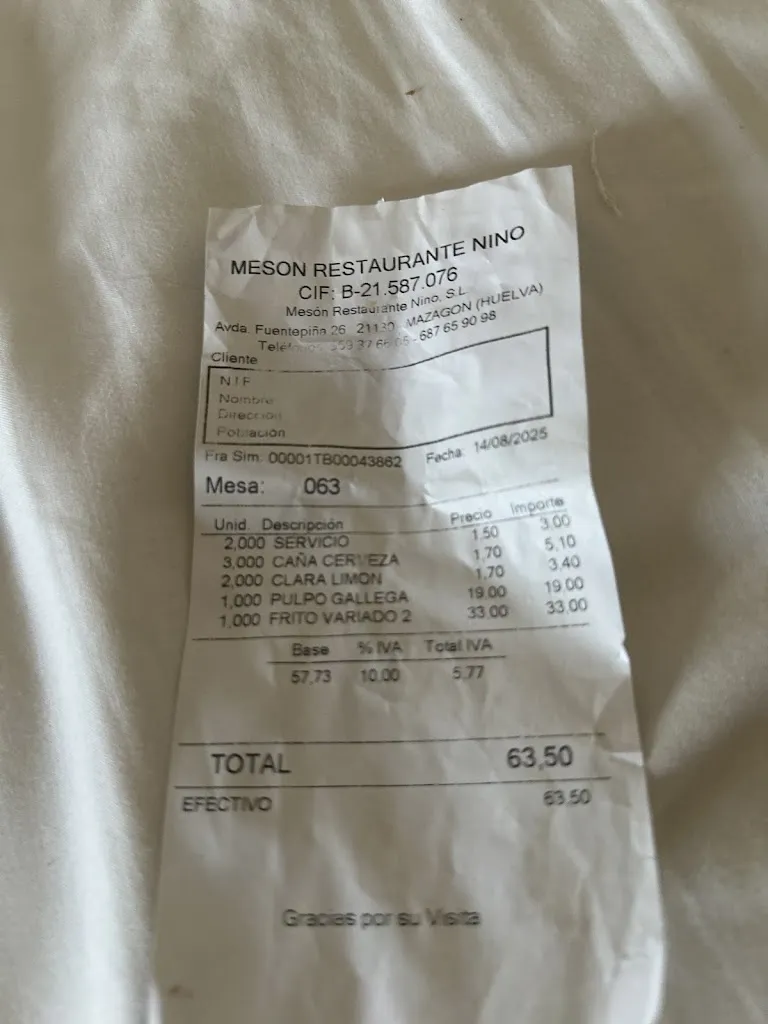 MESON RESTAURANTE NINO
CIF: B-21.587.076
Mesón Restaurante Nino, S.L.
Avda. Fuentepiña 26 21130 MAZAGON (HUELVA)
687 65 90 98
Cliente
NIF
Nombre
Dirección
Población
Fra Sim: 00001TB00043862 Fecha: 14/08/2025
Mesa: 063
Unid. Descripción Precio Importe
2,000 SERVICIO 1,50 3,00
3,000 CAÑA CERVEZA 1,70 5,10
2,000 CLARA LIMON 1,70 3,40
1,000 PULPO GALLEGA 19,00 19,00
1,000 FRITO VARIADO 2 33,00 33,00
Base % IVA Total IVA
57,73 10,00 5,77
TOTAL 63,50
EFECTIVO 63,50
Gracias por su Visita